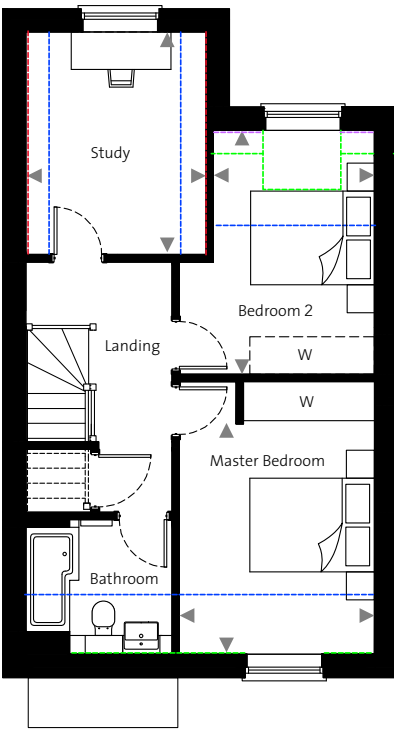 Study
Bedroom 2
Landing
W
W
Master Bedroom
Bathroom